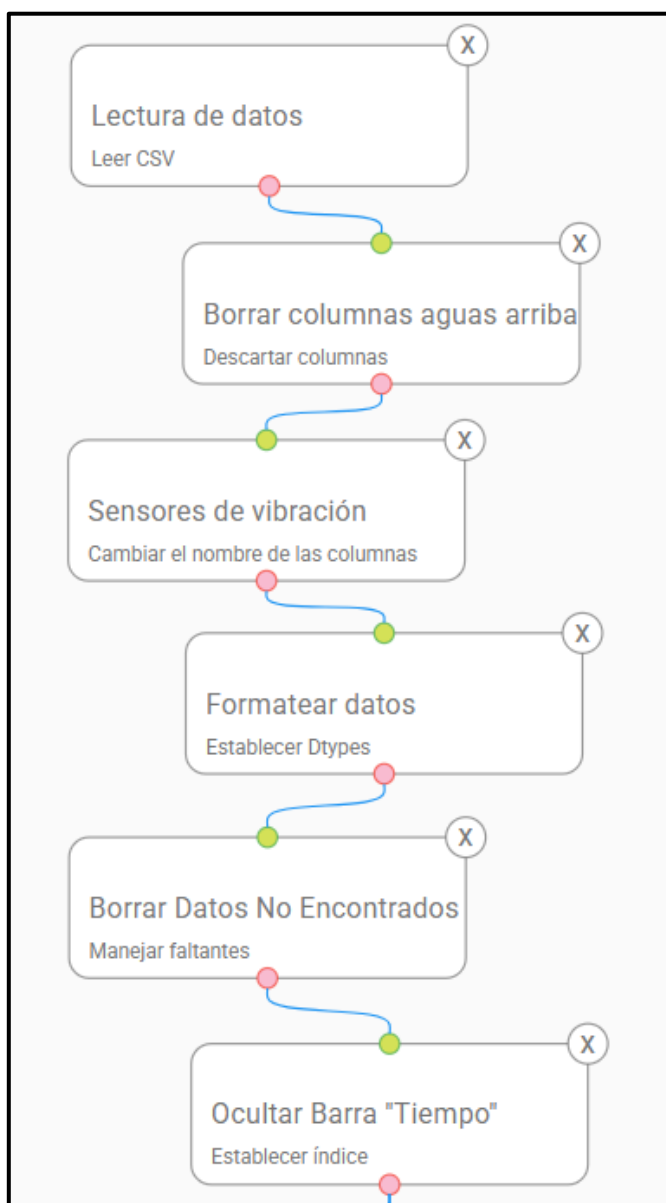 X
Lectura de datos
Leer CSV
X
Borrar columnas aguas arriba
Descartar columnas
X
Sensores de vibración
Cambiar el nombre de las columnas
X
Formatear datos
Establecer Dtypes
X
Borrar Datos No Encontrados
Manejar faltantes
X
Ocultar Barra "Tiempo"
Establecer índice